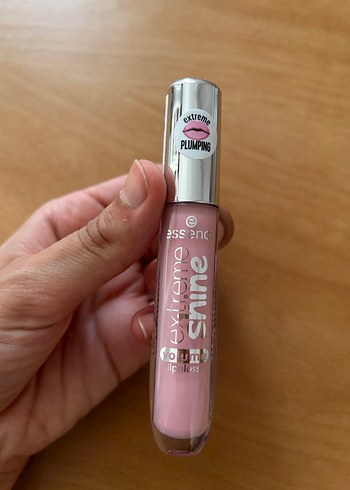 extreme
PLUMPING
essence
extreme
shine
volume
lipgloss